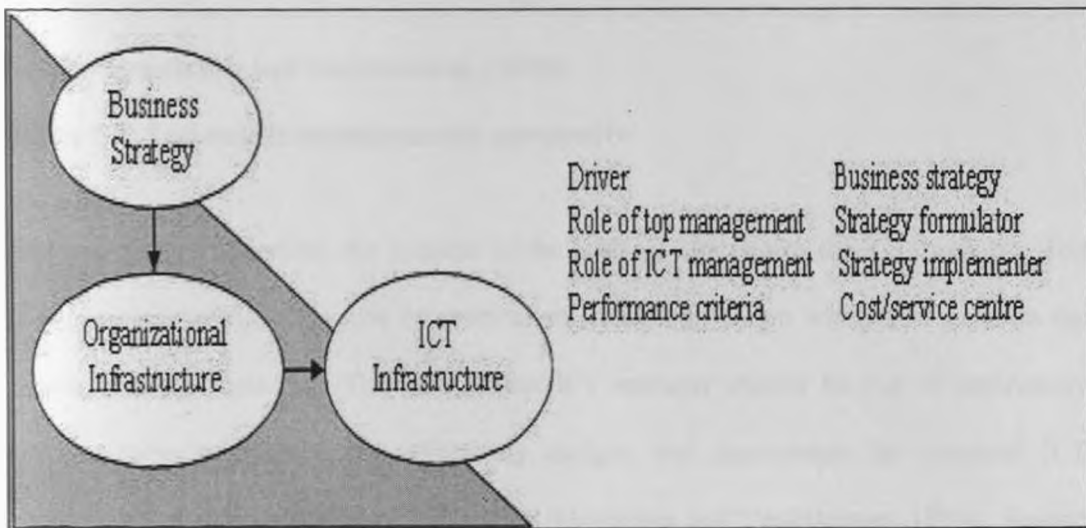 Business
Strategy
Organizational
Infrastructure
ICT
Infrastructure
Driver Business strategy
Role of top management Strategy formulator
Role of ICT management Strategy implementer
Performance criteria Cost/service centre